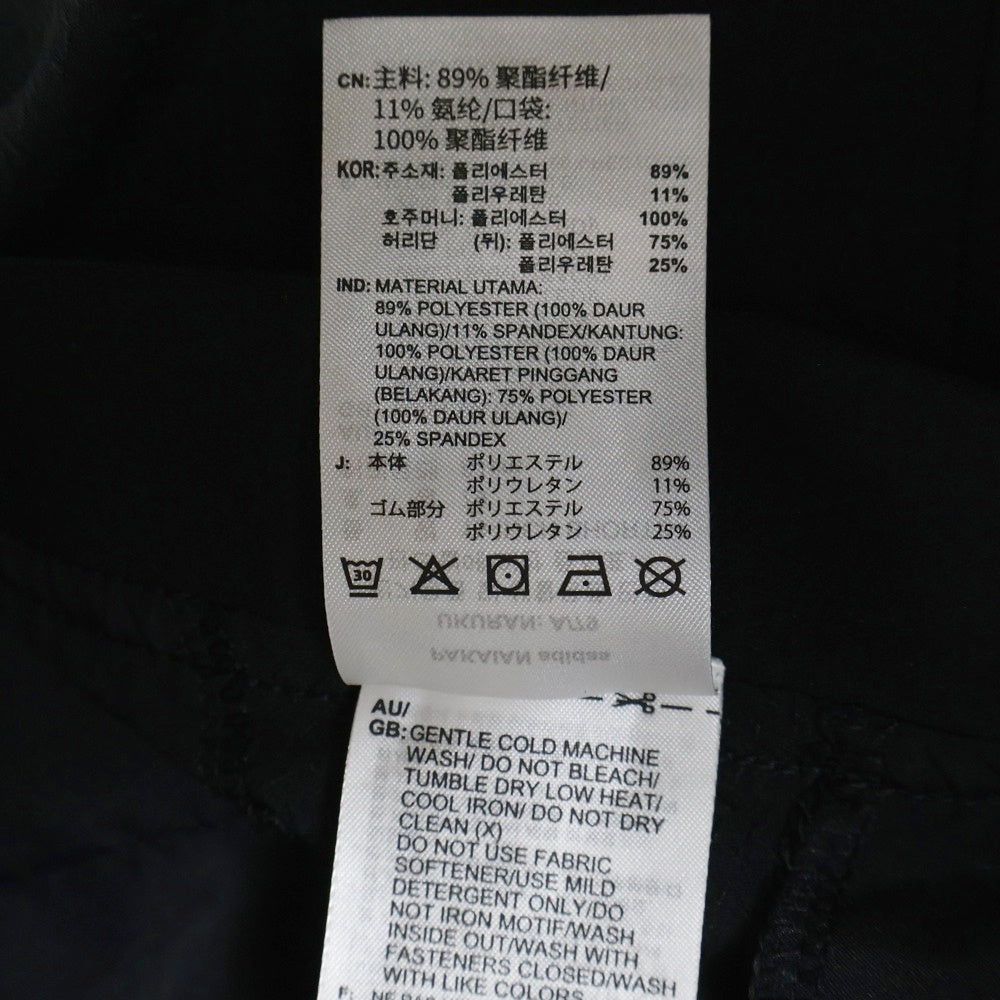 CN: 主料: 89% 聚酯纤维/
11% 氨纶/口袋:
100% 聚酯纤维
KOR: 주소재: 폴리에스터 89%
폴리우레탄 11%
호주머니: 폴리에스터 100%
허리단 (뒤): 폴리에스터 75%
폴리우레탄 25%
IND: MATERIAL UTAMA:
89% POLYESTER (100% DAUR
ULANG)/11% SPANDEX/KANTUNG:
100% POLYESTER (100% DAUR
ULANG)/KARET PINGGANG
(BELAKANG): 75% POLYESTER
(100% DAUR ULANG)/
25% SPANDEX
J: 本体 ポリエステル 89%
ポリウレタン 11%
ゴム部分 ポリエステル 75%
ポリウレタン 25%
30
UKURAN: A/79
PAKAIAN adidas
AU/
GB: GENTLE COLD MACHINE
WASH/ DO NOT BLEACH/
TUMBLE DRY LOW HEAT/
COOL IRON/ DO NOT DRY
CLEAN (X)
DO NOT USE FABRIC
SOFTENER/USE MILD
DETERGENT ONLY/DO
NOT IRON MOTIF/WASH
INSIDE OUT/WASH WITH
FASTENERS CLOSED/WASH
WITH LIKE COLORS
F: NE PAS